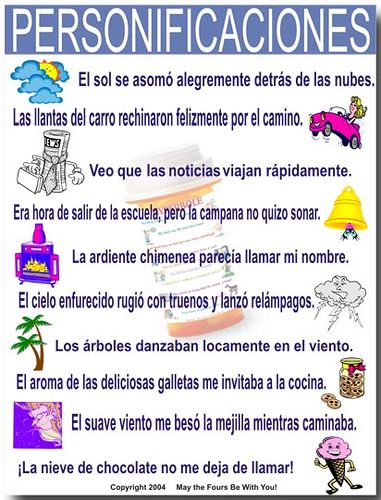 PERSONIFICACIONES
El sol se asomó alegremente detrás de las nubes.
Las llantas del carro rechinaron felizmente por el camino.
Veo que las noticias viajan rápidamente.
Era hora de salir de la escuela, pero la campana no quizo sonar.
La ardiente chimenea parecía llamar mi nombre.
El cielo enfurecido rugió con truenos y lanzó relámpagos.
Los árboles danzaban locamente en el viento.
El aroma de las deliciosas galletas me invitaba a la cocina.
El suave viento me besó la mejilla mientras caminaba.
¡La nieve de chocolate no me deja de llamar!
Copyright 2004 May the Fours Be With You!